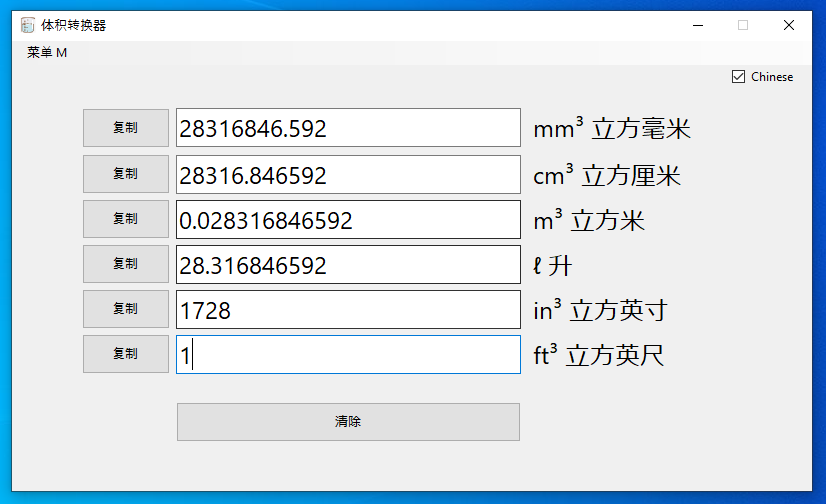 体积转换器
菜单 M
Chinese
复制 28316846.592 mm³ 立方毫米
复制 28316.846592 cm³ 立方厘米
复制 0.028316846592 m³ 立方米
复制 28.316846592 ℓ 升
复制 1728 in³ 立方英寸
复制 1 ft³ 立方英尺
清除